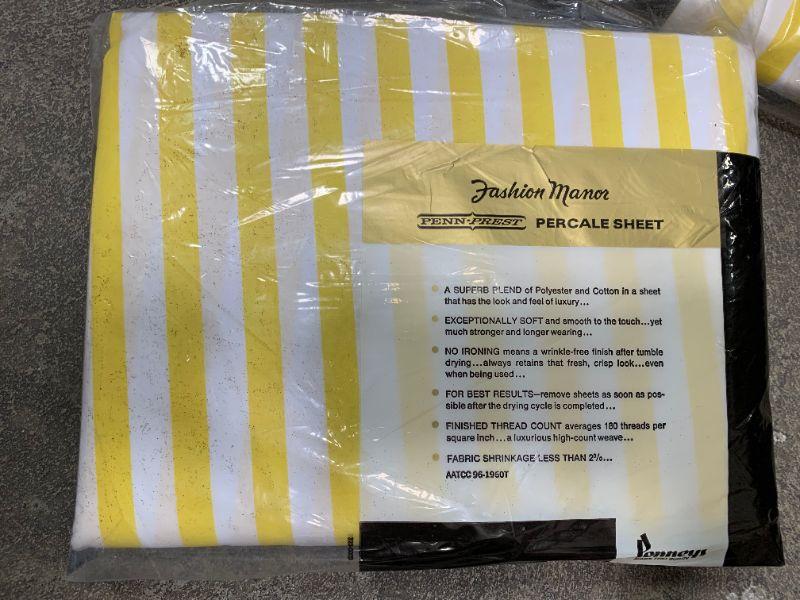 Fashion Manor
PENN-PREST PERCALE SHEET
A SUPERB BLEND of Polyester and Cotton in a sheet
that has the look and feel of luxury...
EXCEPTIONALLY SOFT and smooth to the touch...yet
much stronger and longer wearing...
NO IRONING means a wrinkle-free finish after tumble
drying...always retains that fresh, crisp look...even
when being used...
FOR BEST RESULTS—remove sheets as soon as pos-
sible after the drying cycle is completed...
FINISHED THREAD COUNT averages 180 threads per
square inch...a luxurious high-count weave...
FABRIC SHRINKAGE LESS THAN 2%...
AATCC 96-1960T
Penneys